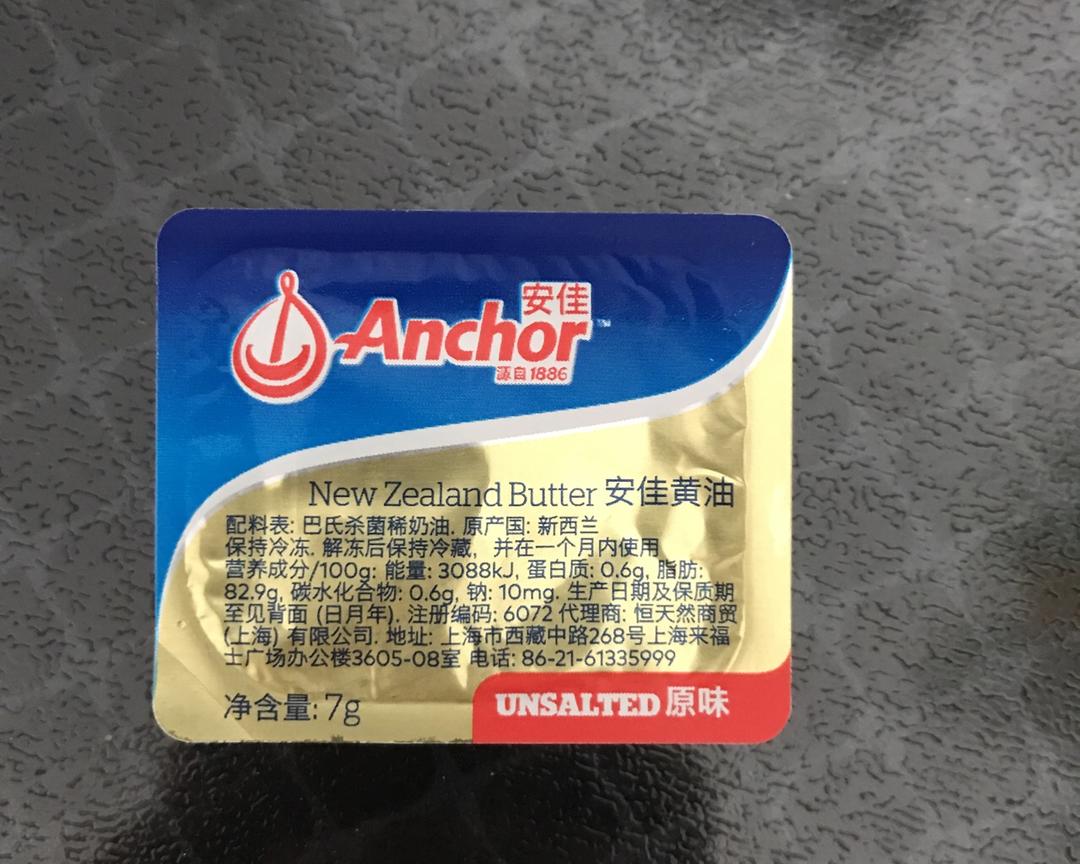 安佳
Anchor™
源自1886
New Zealand Butter 安佳黄油
配料表: 巴氏杀菌稀奶油. 原产国: 新西兰
保持冷冻. 解冻后保持冷藏, 并在一个月内使用
营养成分/100g: 能量: 3088kJ, 蛋白质: 0.6g, 脂肪:
82.9g, 碳水化合物: 0.6g, 钠: 10mg. 生产日期及保质期
至见背面 (日月年). 注册编码: 6072 代理商: 恒天然商贸
(上海) 有限公司. 地址: 上海市西藏中路268号上海来福
士广场办公楼3605-08室 电话: 86-21-61335999
净含量: 7g
UNSALTED 原味